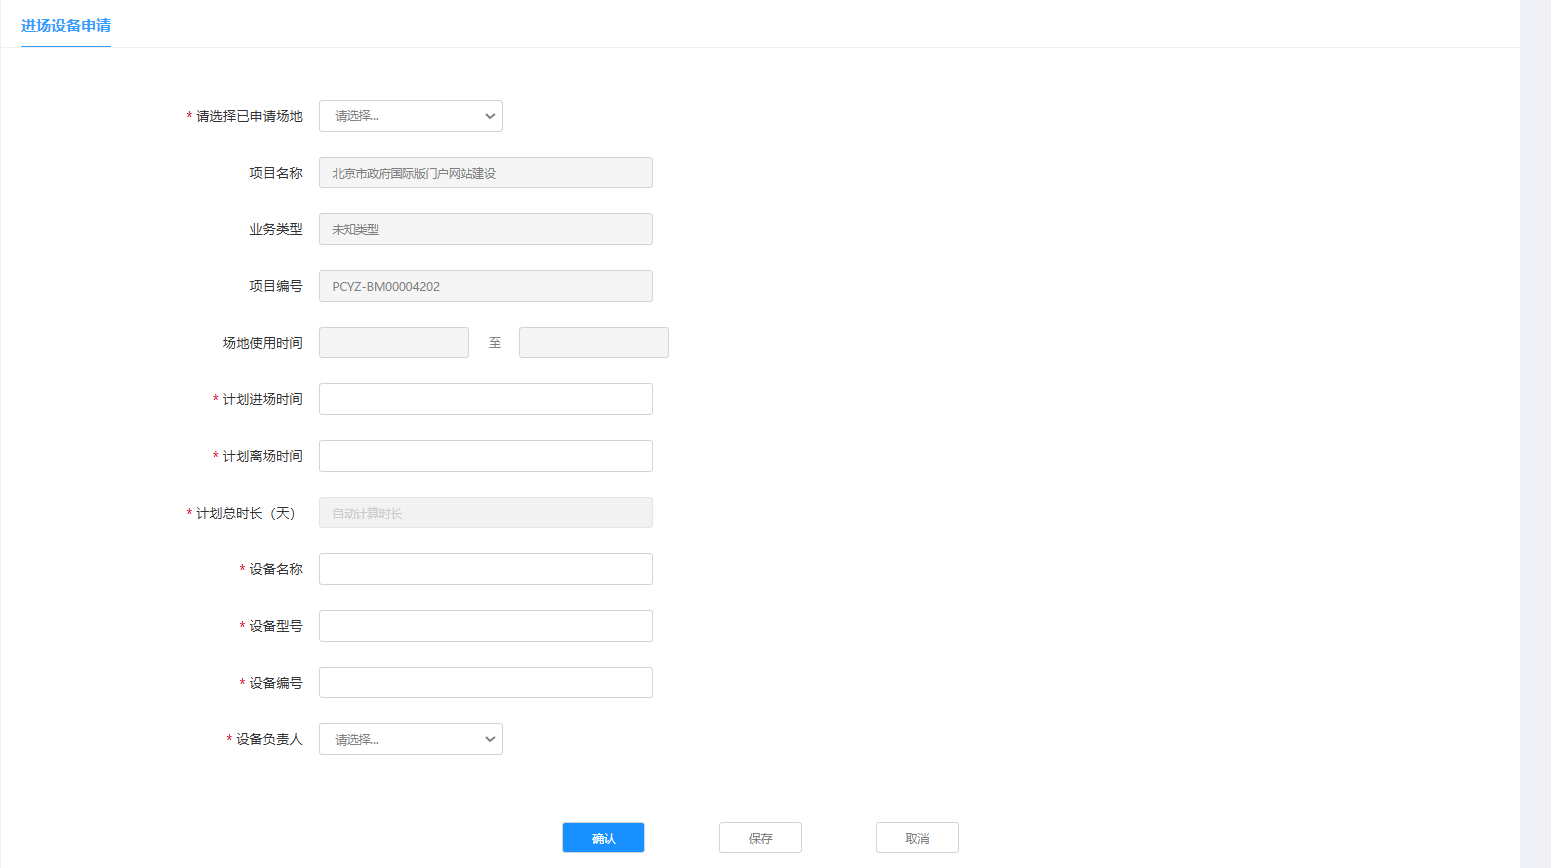 进场设备申请
* 请选择已申请场地 请选择...
项目名称 北京市政府国际版门户网站建设
业务类型 未知类型
项目编号 PCYZ-BM00004202
场地使用时间 至
* 计划进场时间
* 计划离场时间
* 计划总时长（天） 自动计算时长
* 设备名称
* 设备型号
* 设备编号
* 设备负责人 请选择...
确认 保存 取消